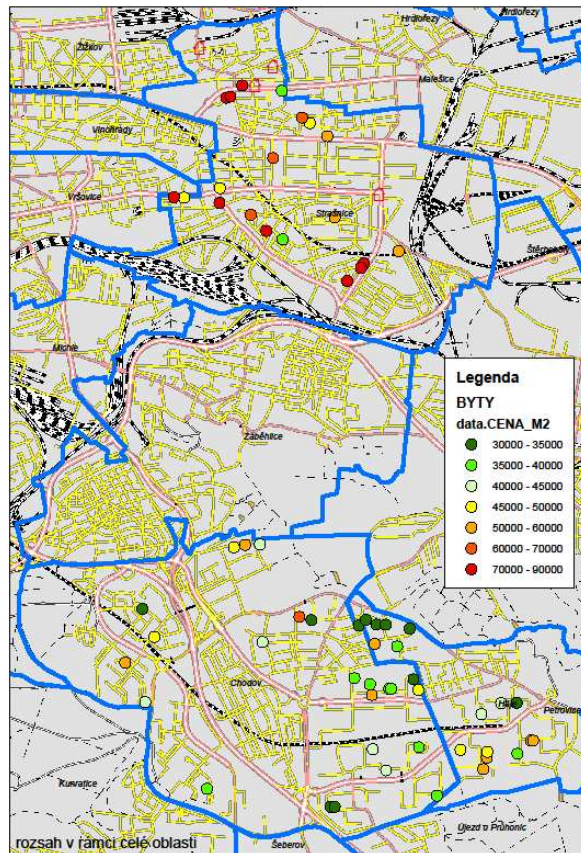 Hrdlořezy
Hrdlořezy
Žižkov
Malešice
Vinohrady
Vršovice
Strašnice
Štěrboholy
Michle
Záběhlice
Legenda
BYTY
data.CENA_M2
30000 - 35000
35000 - 40000
40000 - 45000
45000 - 50000
50000 - 60000
60000 - 70000
70000 - 90000
Chodov
Háje
Petrovice
Kunratice
Újezd u Průhonic
Šeberov
rozsah v rámci celé oblasti